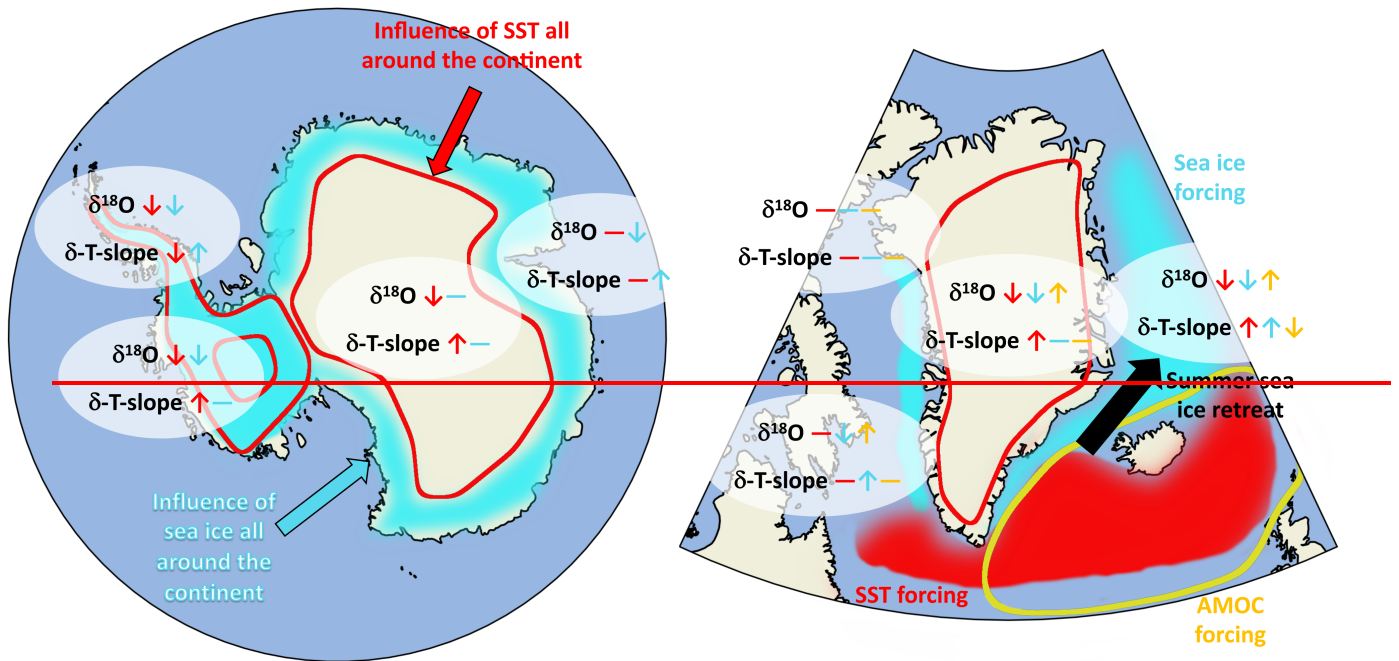 Influence of SST all
around the continent
δ¹⁸O ↓ ↓
δ-T-slope ↓ ↑
δ¹⁸O — ↓
δ-T-slope — ↑
δ¹⁸O ↓ —
δ-T-slope ↑ —
δ¹⁸O ↓ ↓
δ-T-slope ↑ —
Influence of
sea ice all
around the
continent
Sea ice
forcing
δ¹⁸O — — —
δ-T-slope — — —
δ¹⁸O ↓ ↓ ↑
δ-T-slope ↑ — —
δ¹⁸O ↓ ↓ ↑
δ-T-slope ↑ ↑ ↓
Summer sea
ice retreat
δ¹⁸O — ↓ ↑
δ-T-slope — ↑ —
SST forcing
AMOC
forcing